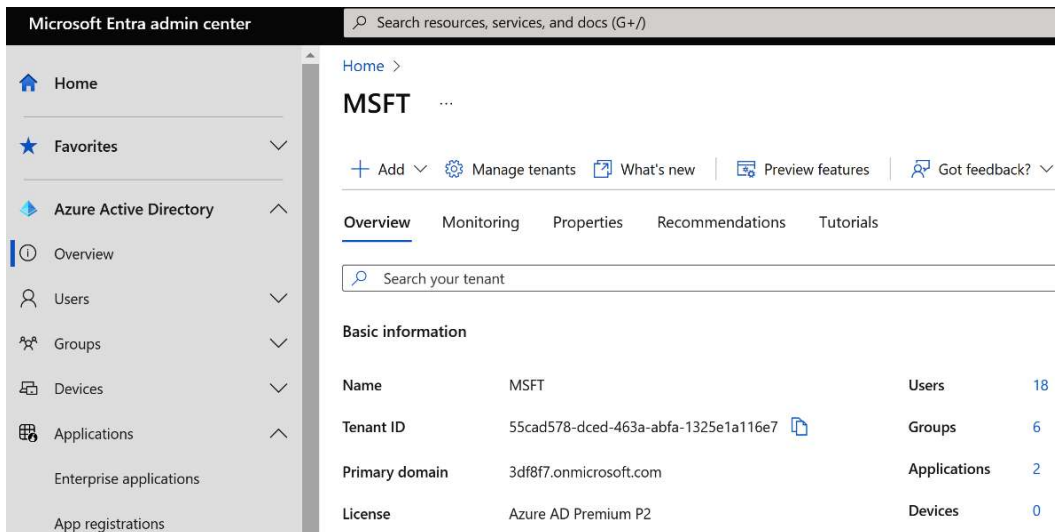 Microsoft Entra admin center
Search resources, services, and docs (G+/)
Home
Favorites
Azure Active Directory
Overview
Users
Groups
Devices
Applications
Enterprise applications
App registrations
Home >
MSFT ...
Add
Manage tenants
What's new
Preview features
Got feedback?
Overview Monitoring Properties Recommendations Tutorials
Search your tenant
Basic information
Name MSFT Users 18
Tenant ID 55cad578-dced-463a-abfa-1325e1a116e7 Groups 6
Primary domain 3df8f7.onmicrosoft.com Applications 2
License Azure AD Premium P2 Devices 0